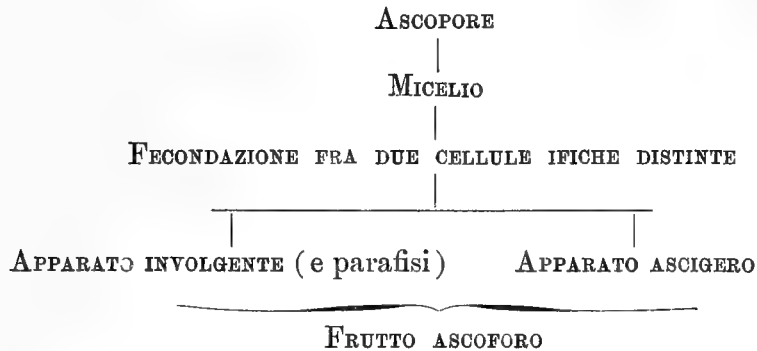 ASCOPORE
MICELIO
FECONDAZIONE FRA DUE CELLULE IFICHE DISTINTE
APPARATO INVOLGENTE (e parafisi) APPARATO ASCIGERO
FRUTTO ASCOFORO